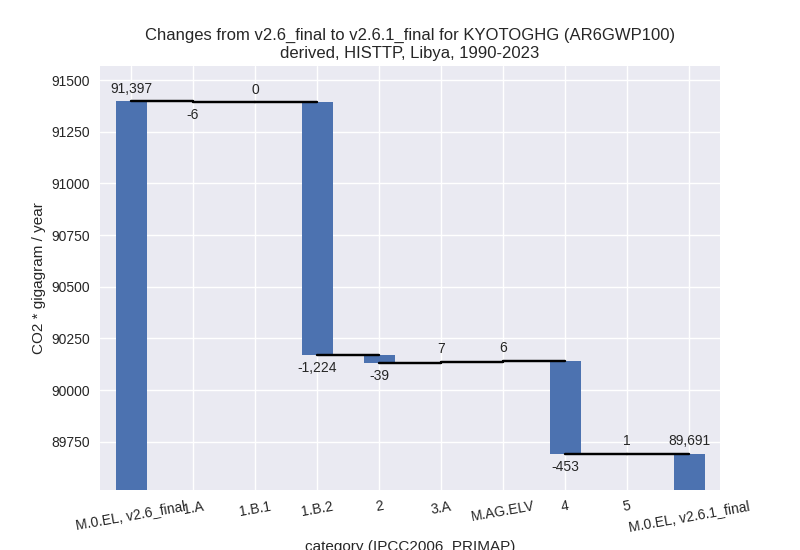 Changes from v2.6_final to v2.6.1_final for KYOTOGHG (AR6GWP100)
derived, HISTTP, Libya, 1990-2023
CO2 * gigagram / year
91500
91250
91000
90750
90500
90250
90000
89750
91,397
-6
0
-1,224
-39
7
6
-453
1
89,691
M.0.EL, v2.6_final
1.A
1.B.1
1.B.2
2
3.A
M.AG.ELV
4
5
M.0.EL, v2.6.1_final
category (IPCC2006_PRIMAP)